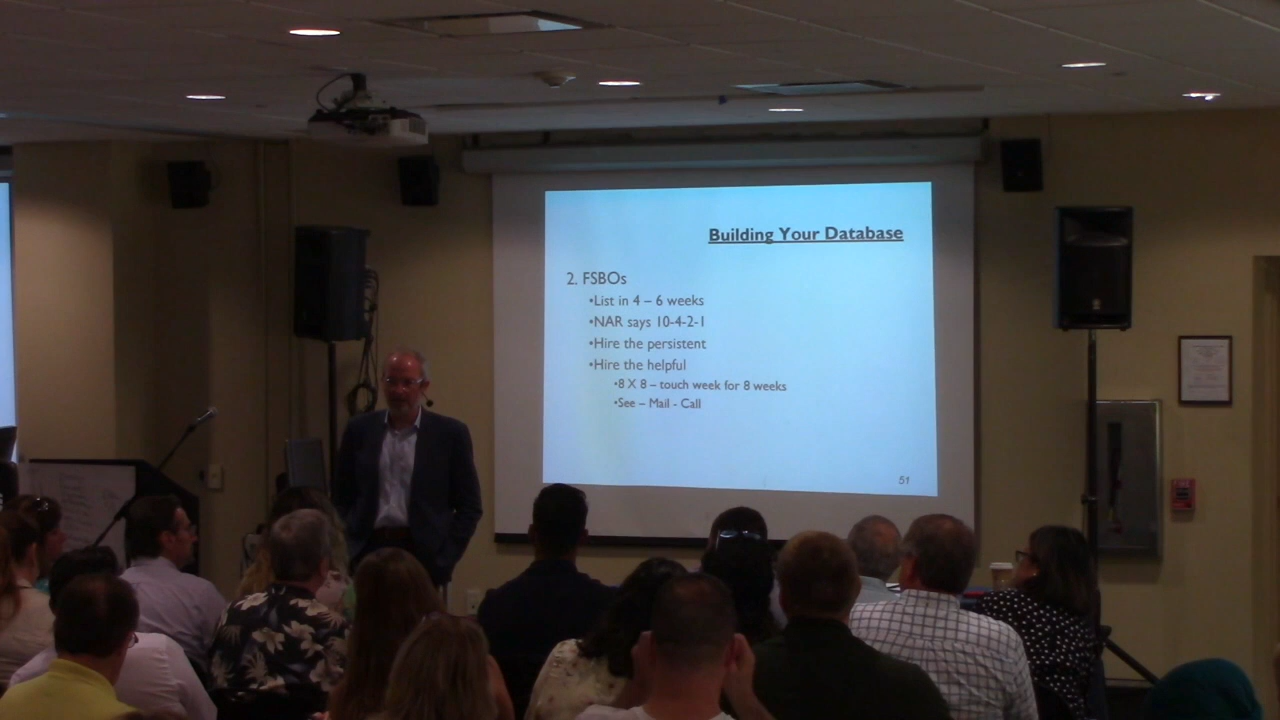 Building Your Database
2. FSBOs
•List in 4 – 6 weeks
•NAR says 10-4-2-1
•Hire the persistent
•Hire the helpful
•8 X 8 – touch week for 8 weeks
•See – Mail - Call
51